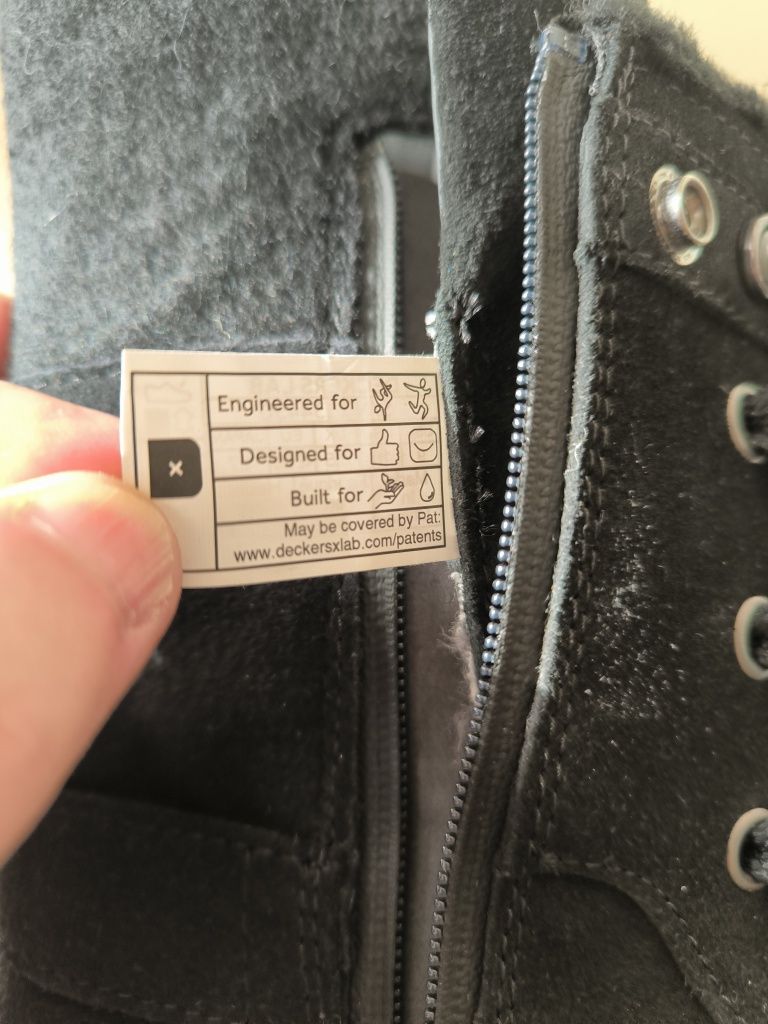 Engineered for
Designed for
Built for
May be covered by Pat:
www.deckersxlab.com/patents
x